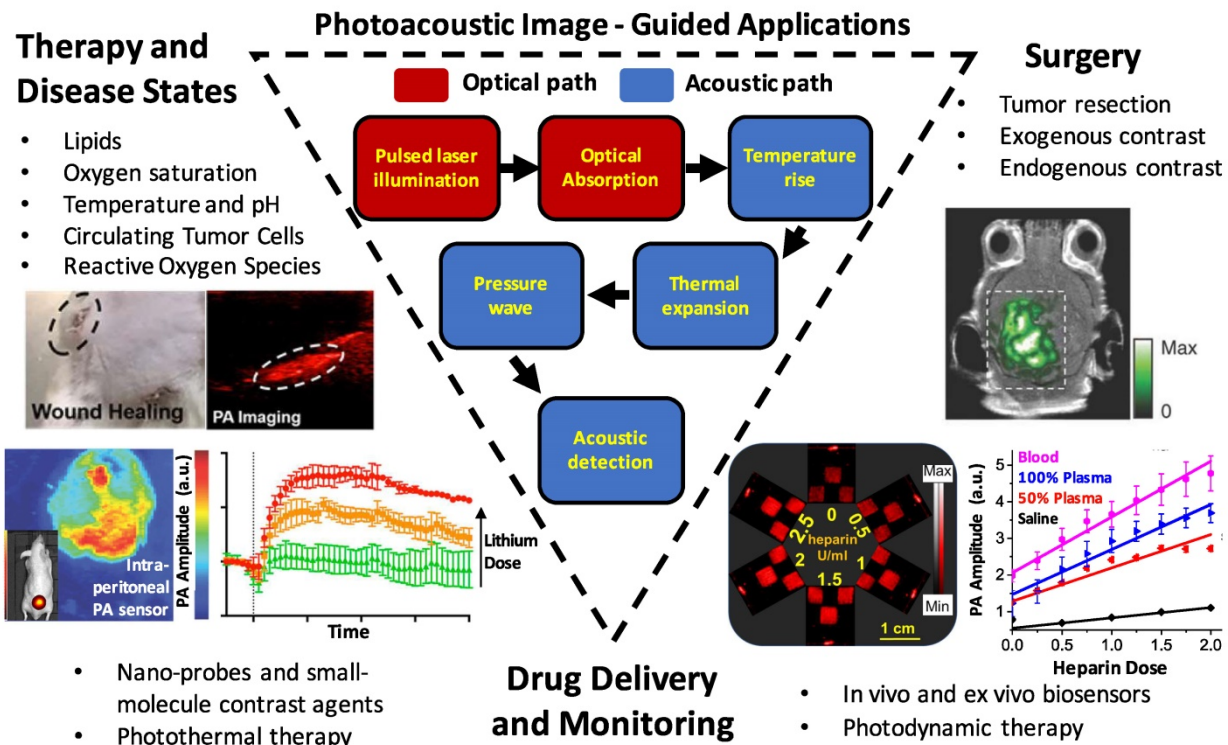 Photoacoustic Image - Guided Applications
Therapy and
Disease States
• Lipids
• Oxygen saturation
• Temperature and pH
• Circulating Tumor Cells
• Reactive Oxygen Species
Optical path
Acoustic path
Pulsed laser
illumination
Optical
Absorption
Temperature
rise
Pressure
wave
Thermal
expansion
Acoustic
detection
Surgery
• Tumor resection
• Exogenous contrast
• Endogenous contrast
Max
0
Wound Healing
PA Imaging
Intra-
peritoneal
PA sensor
PA Amplitude (a.u.)
Lithium
Dose
Time
0
0.5
1
1.5
2
2.5
heparin
U/ml
Max
Min
1 cm
PA Amplitude (a.u.)
Blood
100% Plasma
50% Plasma
Saline
5
4
3
2
1
0.0 0.5 1.0 1.5 2.0
Heparin Dose
• Nano-probes and small-
molecule contrast agents
• Photothermal therapy
Drug Delivery
and Monitoring
• In vivo and ex vivo biosensors
• Photodynamic therapy